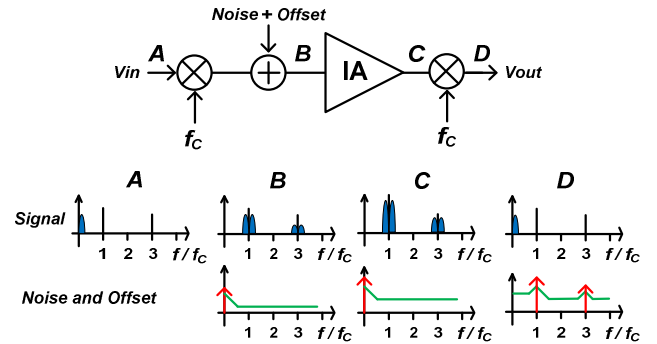 Noise + Offset
A
B
C
D
Vin
IA
Vout
fC
fC
A
B
C
D
Signal
1 2 3 f / fC
1 2 3 f / fC
1 2 3 f / fC
1 2 3 f / fC
Noise and Offset
1 2 3 f / fC
1 2 3 f / fC
1 2 3 f / fC